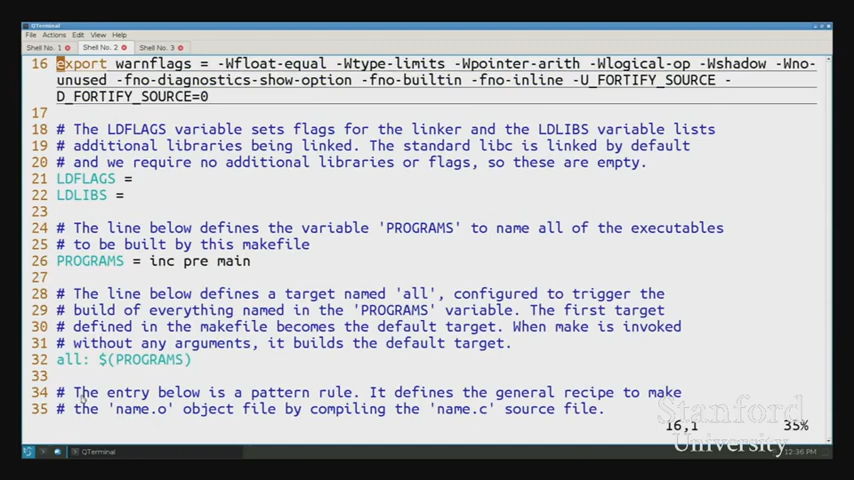 QTerminal
File Actions Edit View Help
Shell No. 1 Shell No. 2 Shell No. 3
16 export warnflags = -Wfloat-equal -Wtype-limits -Wpointer-arith -Wlogical-op -Wshadow -Wno-
unused -fno-diagnostics-show-option -fno-builtin -fno-inline -U_FORTIFY_SOURCE -
D_FORTIFY_SOURCE=0
17
18 # The LDFLAGS variable sets flags for the linker and the LDLIBS variable lists
19 # additional libraries being linked. The standard libc is linked by default
20 # and we require no additional libraries or flags, so these are empty.
21 LDFLAGS =
22 LDLIBS =
23
24 # The line below defines the variable 'PROGRAMS' to name all of the executables
25 # to be built by this makefile
26 PROGRAMS = inc pre main
27
28 # The line below defines a target named 'all', configured to trigger the
29 # build of everything named in the 'PROGRAMS' variable. The first target
30 # defined in the makefile becomes the default target. When make is invoked
31 # without any arguments, it builds the default target.
32 all: $(PROGRAMS)
33
34 # The entry below is a pattern rule. It defines the general recipe to make
35 # the 'name.o' object file by compiling the 'name.c' source file.
16,1 35%
Stanford
University
QTerminal
12:36 PM